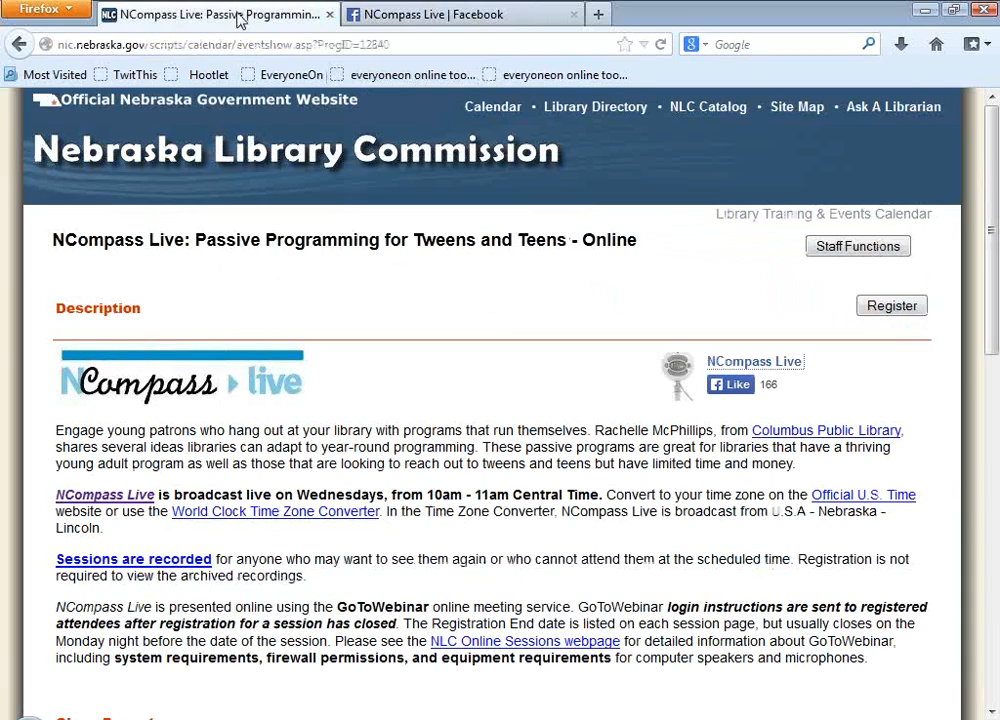 Firefox
NLC NCompass Live: Passive Programmin...
NCompass Live | Facebook
nlc.nebraska.gov/scripts/calendar/eventshow.asp?ProgID=12840
Google
Most Visited TwitThis Hootlet EveryoneOn everyoneon online too... everyoneon online too...
Official Nebraska Government Website
Calendar • Library Directory • NLC Catalog • Site Map • Ask A Librarian
Nebraska Library Commission
Library Training & Events Calendar
NCompass Live: Passive Programming for Tweens and Teens - Online
Staff Functions
Description
Register
NCompass live
NCompass Live
Like 166
Engage young patrons who hang out at your library with programs that run themselves. Rachelle McPhillips, from Columbus Public Library,
shares several ideas libraries can adapt to year-round programming. These passive programs are great for libraries that have a thriving
young adult program as well as those that are looking to reach out to tweens and teens but have limited time and money.
NCompass Live is broadcast live on Wednesdays, from 10am - 11am Central Time. Convert to your time zone on the Official U.S. Time
website or use the World Clock Time Zone Converter. In the Time Zone Converter, NCompass Live is broadcast from U.S.A - Nebraska -
Lincoln.
Sessions are recorded for anyone who may want to see them again or who cannot attend them at the scheduled time. Registration is not
required to view the archived recordings.
NCompass Live is presented online using the GoToWebinar online meeting service. GoToWebinar login instructions are sent to registered
attendees after registration for a session has closed. The Registration End date is listed on each session page, but usually closes on the
Monday night before the date of the session. Please see the NLC Online Sessions webpage for detailed information about GoToWebinar,
including system requirements, firewall permissions, and equipment requirements for computer speakers and microphones.